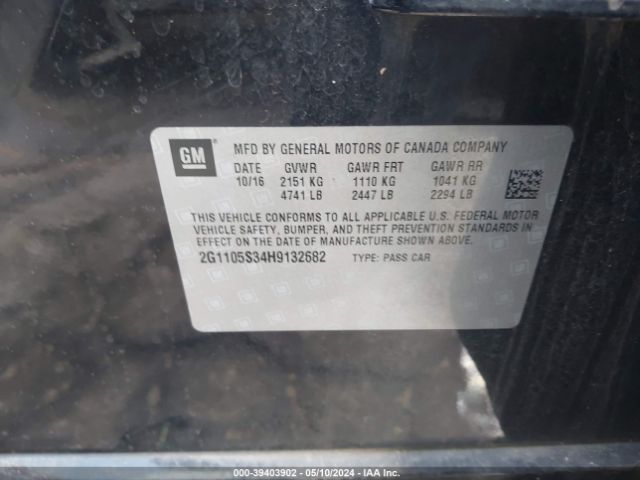 GM
MFD BY GENERAL MOTORS OF CANADA COMPANY
DATE GVWR GAWR FRT GAWR RR
10/16 2151 KG 1110 KG 1041 KG
4741 LB 2447 LB 2294 LB
THIS VEHICLE CONFORMS TO ALL APPLICABLE U.S. FEDERAL MOTOR
VEHICLE SAFETY, BUMPER, AND THEFT PREVENTION STANDARDS IN
EFFECT ON THE DATE OF MANUFACTURE SHOWN ABOVE.
2G1105S34H9132682 TYPE: PASS CAR
000-39403902 - 05/10/2024 - IAA Inc.